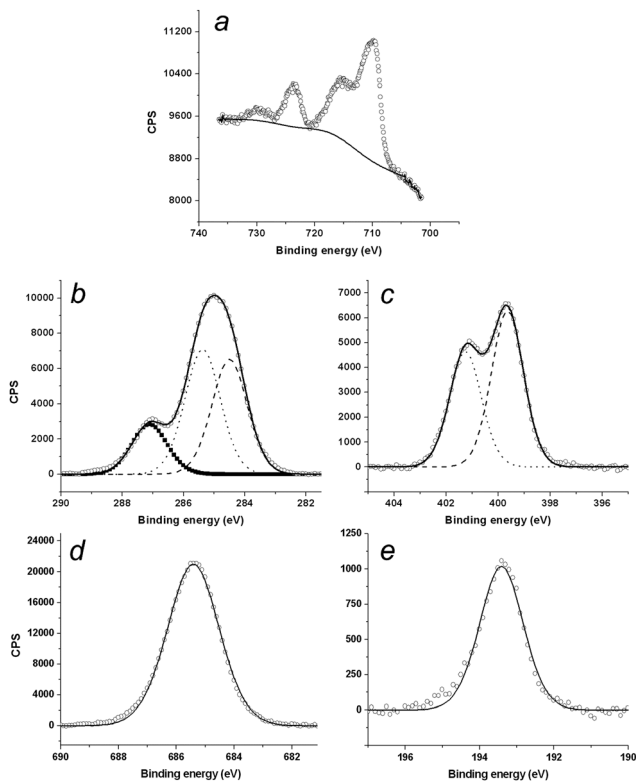 a
11200
10400
9600
8800
8000
CPS
740 730 720 710 700
Binding energy (eV)
b
10000
8000
6000
4000
2000
0
CPS
290 288 286 284 282
Binding energy (eV)
c
7000
6000
5000
4000
3000
2000
1000
0
404 402 400 398 396
Binding energy (eV)
d
24000
20000
16000
12000
8000
4000
0
CPS
690 688 686 684 682
Binding energy (eV)
e
1250
1000
750
500
250
0
196 194 192 190
Binding energy (eV)